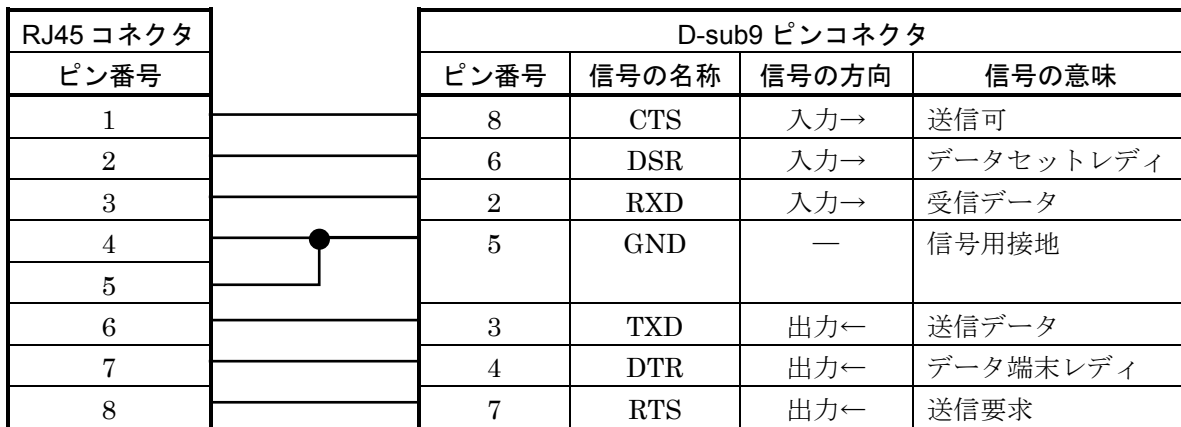 RJ45 コネクタ D-sub9 ピンコネクタ
ピン番号 ピン番号 信号の名称 信号の方向 信号の意味
1 8 CTS 入力→ 送信可
2 6 DSR 入力→ データセットレディ
3 2 RXD 入力→ 受信データ
4 5 GND ― 信号用接地
5
6 3 TXD 出力← 送信データ
7 4 DTR 出力← データ端末レディ
8 7 RTS 出力← 送信要求